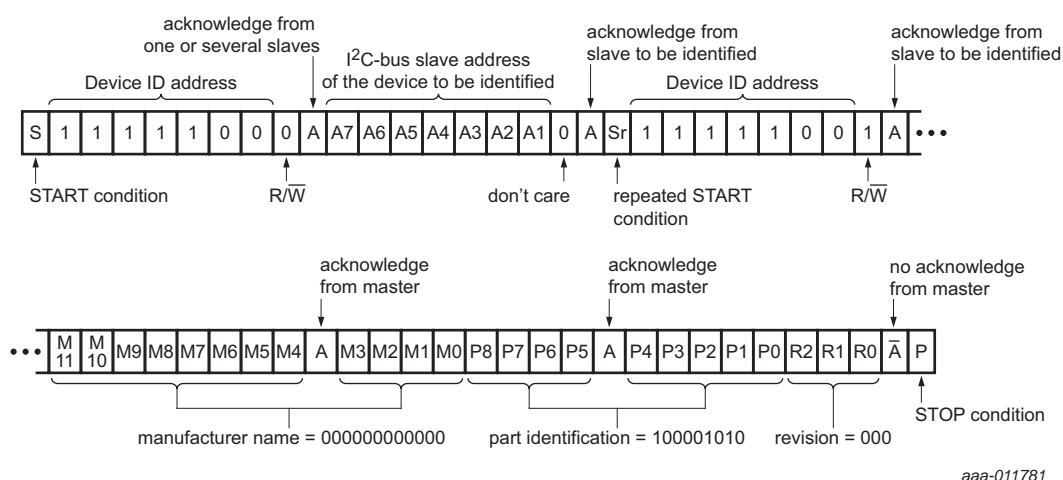 acknowledge from
one or several slaves
I2C-bus slave address
of the device to be identified
acknowledge from
slave to be identified
acknowledge from
slave to be identified
Device ID address
Device ID address
S 1 1 1 1 1 0 0 0 A A7 A6 A5 A4 A3 A2 A1 0 A Sr 1 1 1 1 1 0 0 1 A •••
START condition
R/W̅
don't care
repeated START
condition
R/W̅
acknowledge
from master
acknowledge
from master
no acknowledge
from master
••• M11 M10 M9 M8 M7 M6 M5 M4 A M3 M2 M1 M0 P8 P7 P6 P5 A P4 P3 P2 P1 P0 R2 R1 R0 A̅ P
STOP condition
manufacturer name = 000000000000
part identification = 100001010
revision = 000
aaa-011781